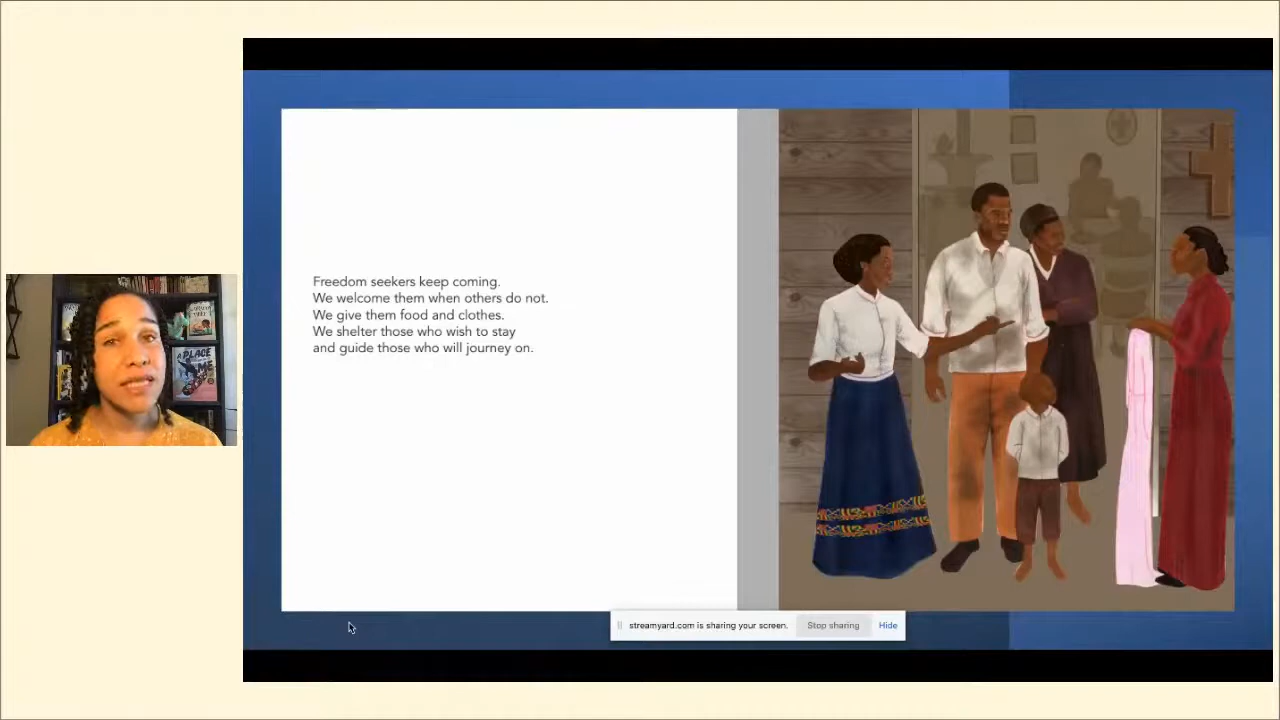 Freedom seekers keep coming.
We welcome them when others do not.
We give them food and clothes.
We shelter those who wish to stay
and guide those who will journey on.
streamyard.com is sharing your screen.
Stop sharing
Hide
A PLACE